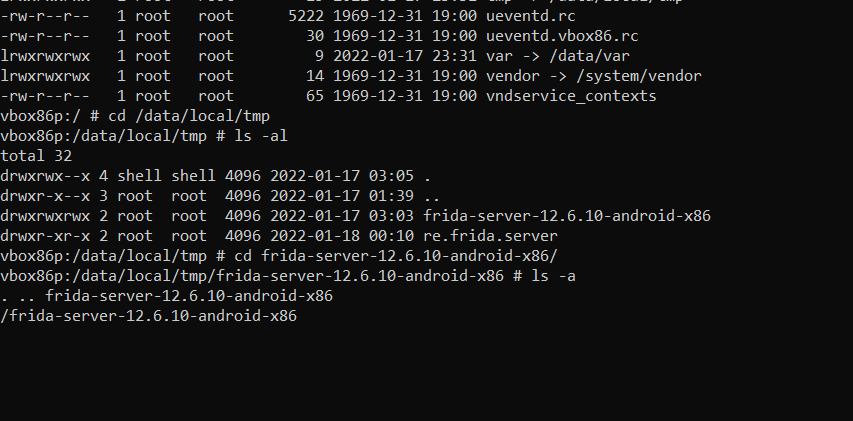 -rw-r--r-- 1 root root 5222 1969-12-31 19:00 ueventd.rc
-rw-r--r-- 1 root root 30 1969-12-31 19:00 ueventd.vbox86.rc
lrwxrwxrwx 1 root root 9 2022-01-17 23:31 var -> /data/var
lrwxrwxrwx 1 root root 14 1969-12-31 19:00 vendor -> /system/vendor
-rw-r--r-- 1 root root 65 1969-12-31 19:00 vndservice_contexts
vbox86p:/ # cd /data/local/tmp
vbox86p:/data/local/tmp # ls -al
total 32
drwxrwx--x 4 shell shell 4096 2022-01-17 03:05 .
drwxr-x--x 3 root root 4096 2022-01-17 01:39 ..
drwxrwxrwx 2 root root 4096 2022-01-17 03:03 frida-server-12.6.10-android-x86
drwxr-xr-x 2 root root 4096 2022-01-18 00:10 re.frida.server
vbox86p:/data/local/tmp # cd frida-server-12.6.10-android-x86/
vbox86p:/data/local/tmp/frida-server-12.6.10-android-x86 # ls -a
. .. frida-server-12.6.10-android-x86
/frida-server-12.6.10-android-x86